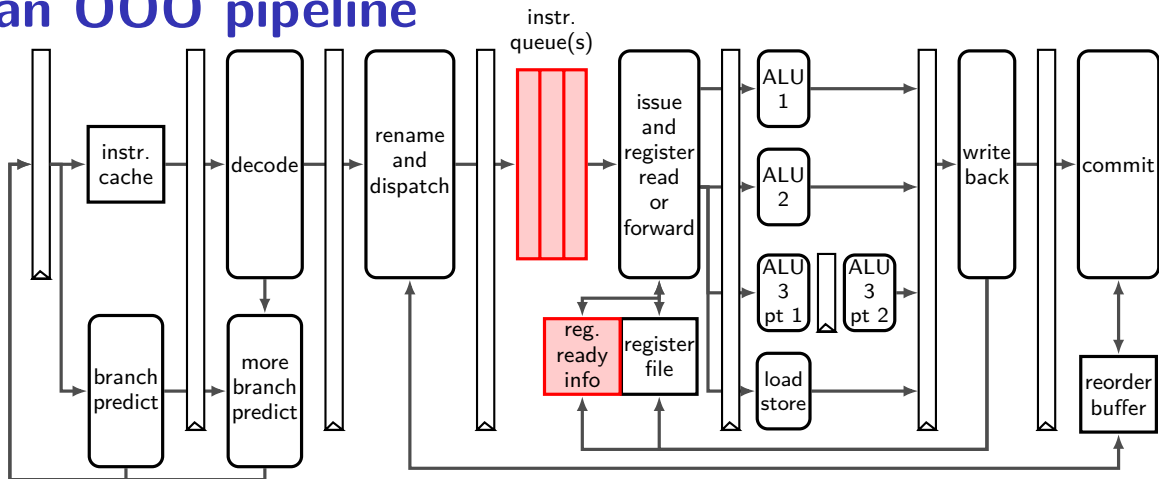 an OOO pipeline
instr.
queue(s)
instr.
cache
decode
rename
and
dispatch
issue
and
register
read
or
forward
ALU
1
ALU
2
ALU
3
pt 1
ALU
3
pt 2
load
store
write
back
commit
branch
predict
more
branch
predict
reg.
ready
info
register
file
reorder
buffer